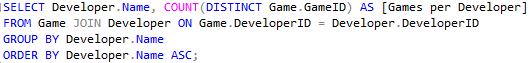 SELECT Developer.Name, COUNT(DISTINCT Game.GameID) AS [Games per Developer]
FROM Game JOIN Developer ON Game.DeveloperID = Developer.DeveloperID
GROUP BY Developer.Name
ORDER BY Developer.Name ASC;